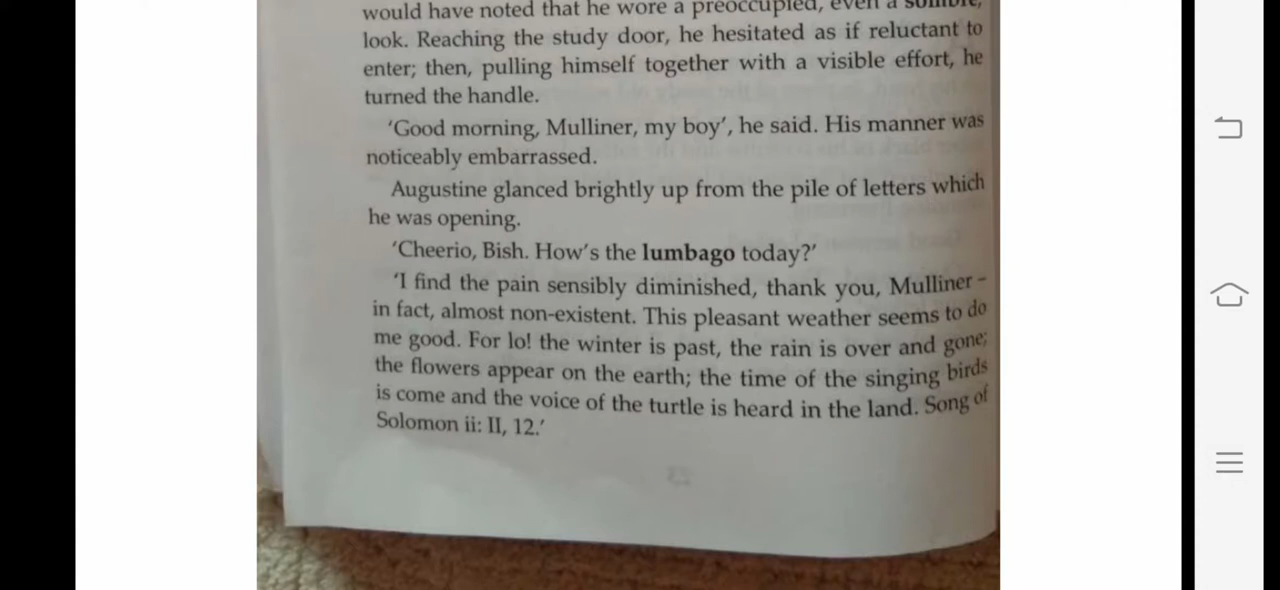 would have noted that he wore a preoccupied, even a sombre,
look. Reaching the study door, he hesitated as if reluctant to
enter; then, pulling himself together with a visible effort, he
turned the handle.
‘Good morning, Mulliner, my boy’, he said. His manner was
noticeably embarrassed.
Augustine glanced brightly up from the pile of letters which
he was opening.
‘Cheerio, Bish. How’s the lumbago today?’
‘I find the pain sensibly diminished, thank you, Mulliner –
in fact, almost non-existent. This pleasant weather seems to do
me good. For lo! the winter is past, the rain is over and gone;
the flowers appear on the earth; the time of the singing birds
is come and the voice of the turtle is heard in the land. Song of
Solomon ii: II, 12.’